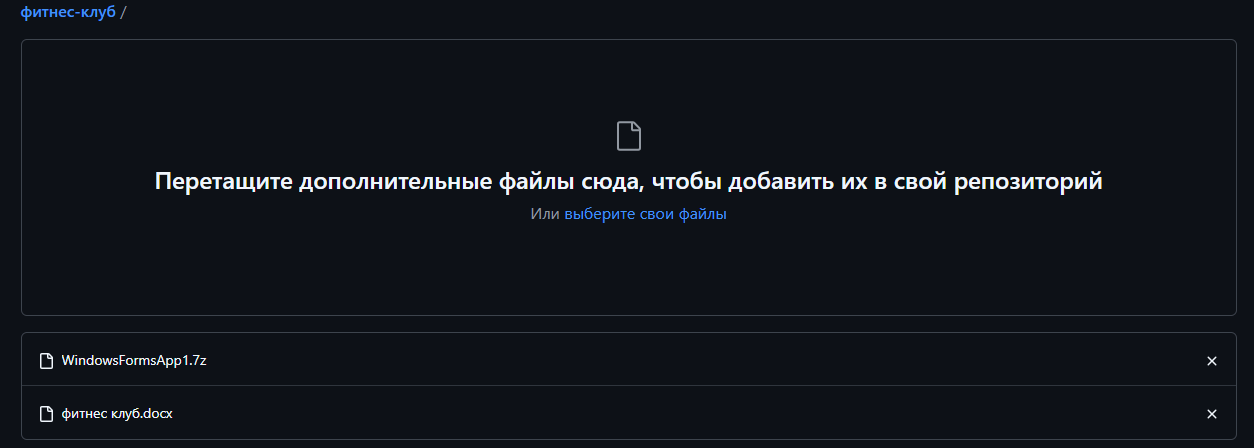 фитнес-клуб /
Перетащите дополнительные файлы сюда, чтобы добавить их в свой репозиторий
Или выберите свои файлы
WindowsFormsApp1.7z
фитнес клуб.docx